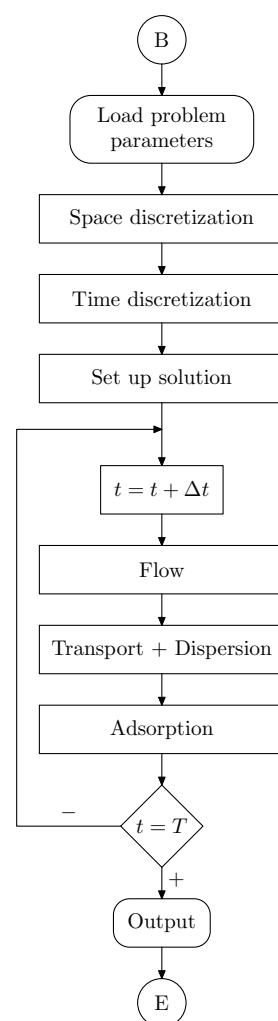 B
Load problem
parameters
Space discretization
Time discretization
Set up solution
t = t + Δt
Flow
Transport + Dispersion
Adsorption
−
t = T
+
Output
E